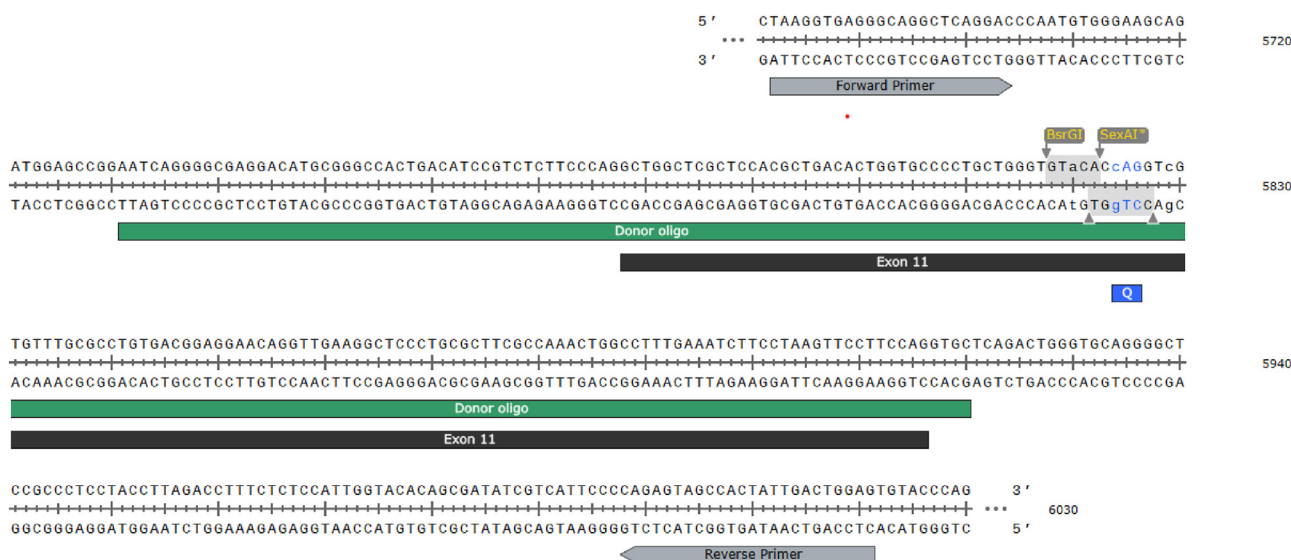 5′ CTAAGGTGAGGGCAGGCTCAGGACCCAATGTGGGAAGCAG
... 5720
3′ GATTCCACTCCCGTCCGAGTCCTGGGTTACACCCTTCGTC
Forward Primer
BsrGI SexAI*
ATGGAGCCGGAATCAGGGGCGAGGACATGCGGGCCACTGACATCCGTCTCTTCCCAGGCTGGCTCGCTCCACGCTGACACTGGTGCCCCTGCTGGGTGTaCACcAGGTcG
5830
TACCTCGGCCTTAGTCCCCGCTCCTGTACGCCCGGTGACTGTAGGCAGAGAAGGGTCCGACCGAGCGAGGTGCGACTGTGACCACGGGGACGACCCACAtGTGgTCCAgC
Donor oligo
Exon 11
Q
TGTTTGCGCCTGTGACGGAGGAACAGGTTGAAGGCTCCCTGCGCTTCGCCAAACTGGCCTTTGAAATCTTCCTAAGTTCCTTCCAGGTGCTCAGACTGGGTGCAGGGGCT
5940
ACAAACGCGGACACTGCCTCCTTGTCCAACTTCCGAGGGACGCGAAGCGGTTTGACCGGAAACTTTAGAAGGATTCAAGGAAGGTCCACGAGTCTGACCCACGTCCCCGA
Donor oligo
Exon 11
CCGCCCTCCTACCTTAGACCTTTCTCTCCATTGGTACACAGCGATATCGTCATTCCCCAGAGTAGCCACTATTGACTGGAGTGTACCCAG 3′
... 6030
GGCGGGAGGATGGAATCTGGAAAGAGAGGTAACCATGTGTCGCTATAGCAGTAAGGGGTCTCATCGGTGATAACTGACCTCACATGGGTC 5′
Reverse Primer